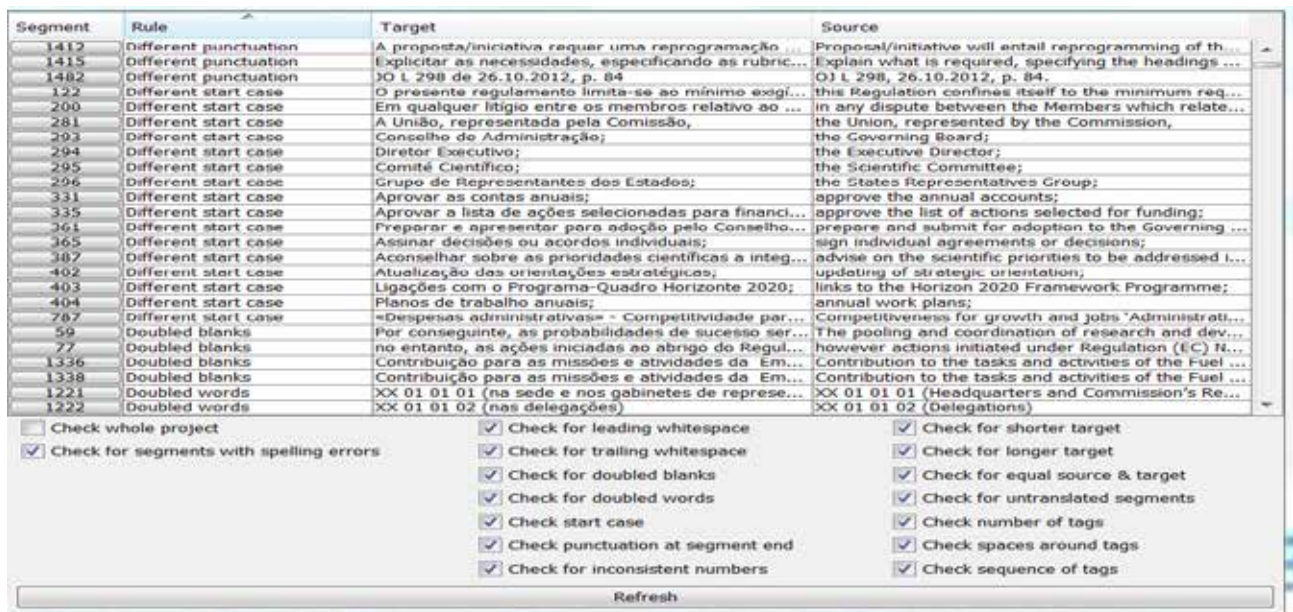 Segment Rule Target Source
1412 Different punctuation A proposta/iniciativa requer uma reprogramação ... Proposal/initiative will entail reprogramming of th...
1415 Different punctuation Explicitar as necessidades, especificando as rubric... Explain what is required, specifying the headings ...
1482 Different punctuation JO L 298 de 26.10.2012, p. 84 OJ L 298, 26.10.2012, p. 84.
122 Different start case O presente regulamento limita-se ao mínimo exigí... this Regulation confines itself to the minimum req...
200 Different start case Em qualquer litígio entre os membros relativo ao ... in any dispute between the Members which relate...
281 Different start case A União, representada pela Comissão, the Union, represented by the Commission,
293 Different start case Conselho de Administração; the Governing Board;
294 Different start case Diretor Executivo; the Executive Director;
295 Different start case Comité Científico; the Scientific Committee;
296 Different start case Grupo de Representantes dos Estados; the States Representatives Group;
331 Different start case Aprovar as contas anuais; approve the annual accounts;
335 Different start case Aprovar a lista de ações selecionadas para financi... approve the list of actions selected for funding;
361 Different start case Preparar e apresentar para adoção pelo Conselho... prepare and submit for adoption to the Governing ...
365 Different start case Assinar decisões ou acordos individuais; sign individual agreements or decisions;
387 Different start case Aconselhar sobre as prioridades científicas a integ... advise on the scientific priorities to be addressed i...
402 Different start case Atualização das orientações estratégicas; updating of strategic orientation;
403 Different start case Ligações com o Programa-Quadro Horizonte 2020; links to the Horizon 2020 Framework Programme;
404 Different start case Planos de trabalho anuais; annual work plans;
787 Different start case «Despesas administrativas» - Competitividade par... Competitiveness for growth and jobs 'Administrati...
59 Doubled blanks Por conseguinte, as probabilidades de sucesso ser... The pooling and coordination of research and dev...
77 Doubled blanks no entanto, as ações iniciadas ao abrigo do Regul... however actions initiated under Regulation (EC) N...
1336 Doubled blanks Contribuição para as missões e atividades da Em... Contribution to the tasks and activities of the Fuel ...
1338 Doubled blanks Contribuição para as missões e atividades da Em... Contribution to the tasks and activities of the Fuel ...
1221 Doubled words XX 01 01 01 (na sede e nos gabinetes de represe... XX 01 01 01 (Headquarters and Commission's Re...
1222 Doubled words XX 01 01 02 (nas delegações) XX 01 01 02 (Delegations)
Check whole project Check for leading whitespace Check for shorter target
Check for segments with spelling errors Check for trailing whitespace Check for longer target
Check for doubled blanks Check for equal source & target
Check for doubled words Check for untranslated segments
Check start case Check number of tags
Check punctuation at segment end Check spaces around tags
Check for inconsistent numbers Check sequence of tags
Refresh